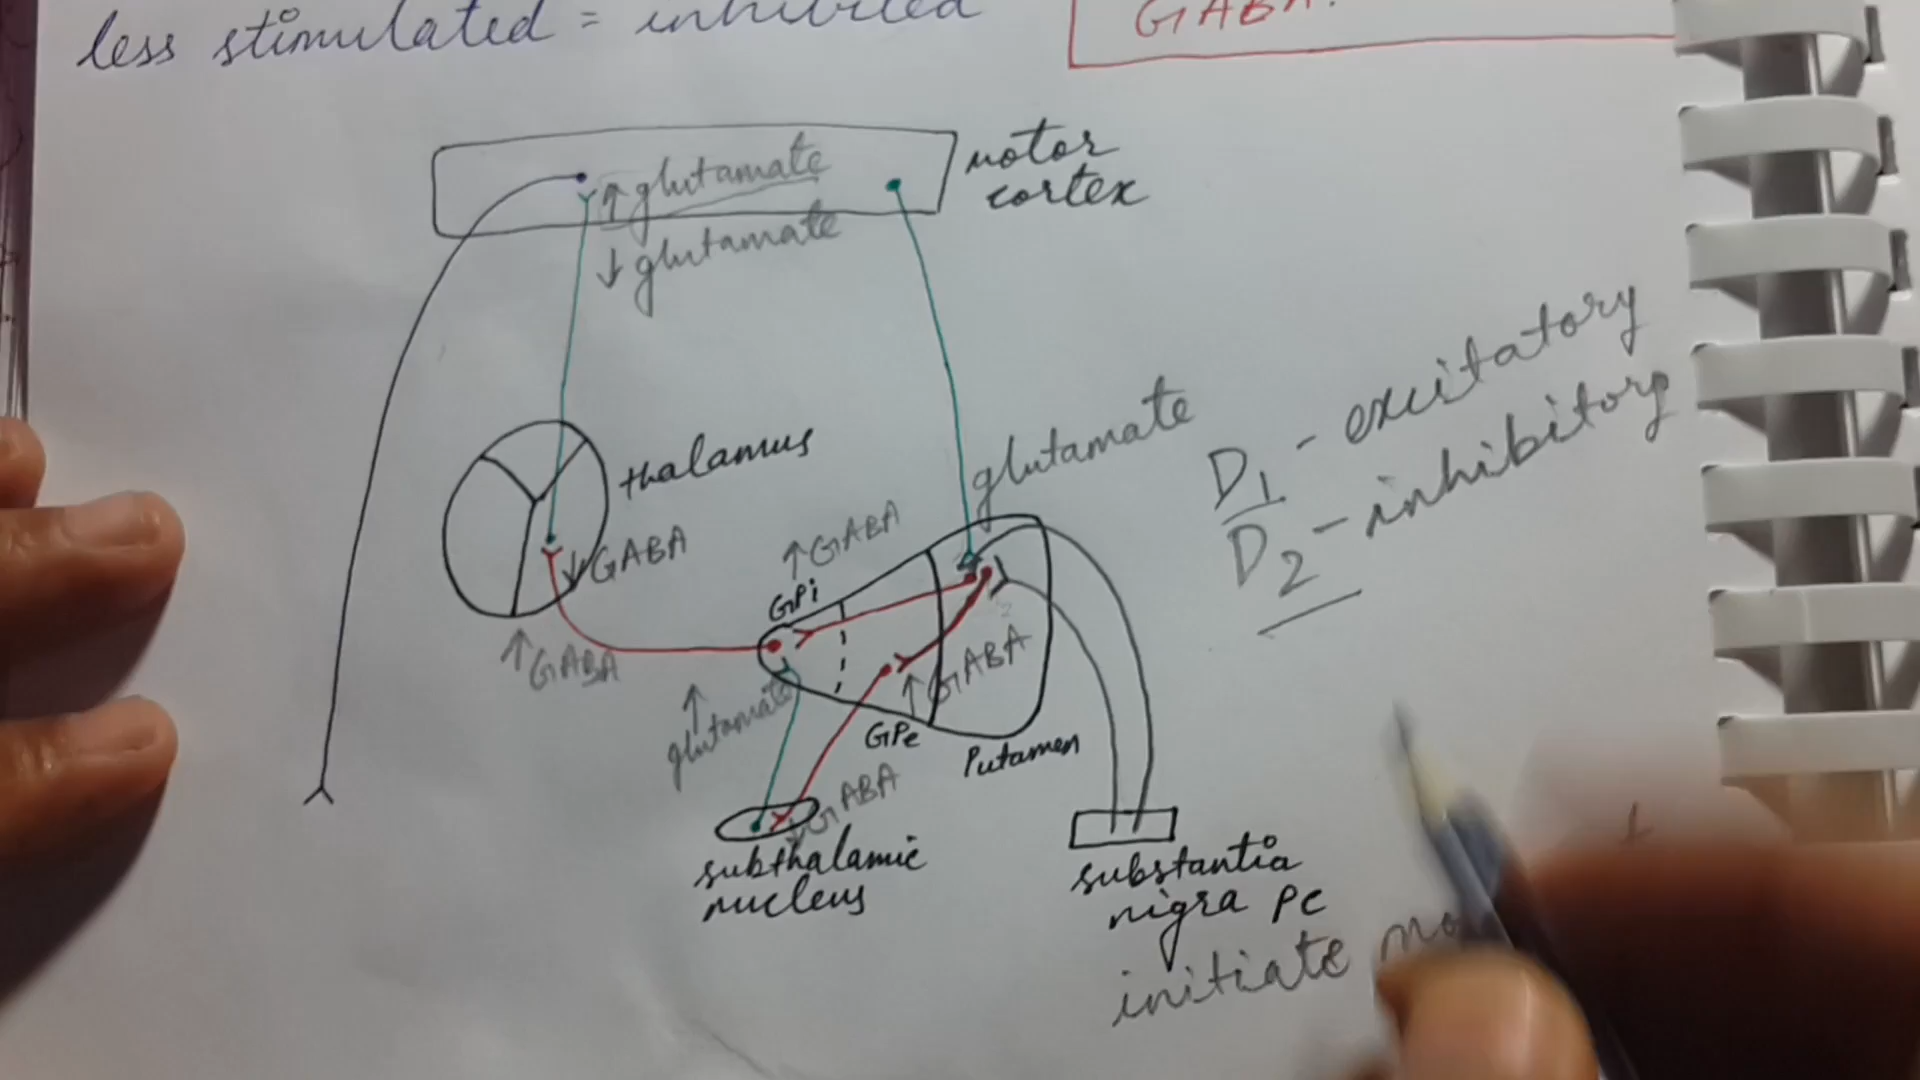 less stimulated = inhibited
GABA.
motor
cortex
↑ glutamate
↓ glutamate
glutamate
D1 - excitatory
D2 - inhibitory
thalamus
↓ GABA
↑ GABA
GPi
↑ GABA
↑ GABA
↑ glutamate
GPe
Putamen
↓ GABA
subthalamic
nucleus
substantia
nigra PC
initiate